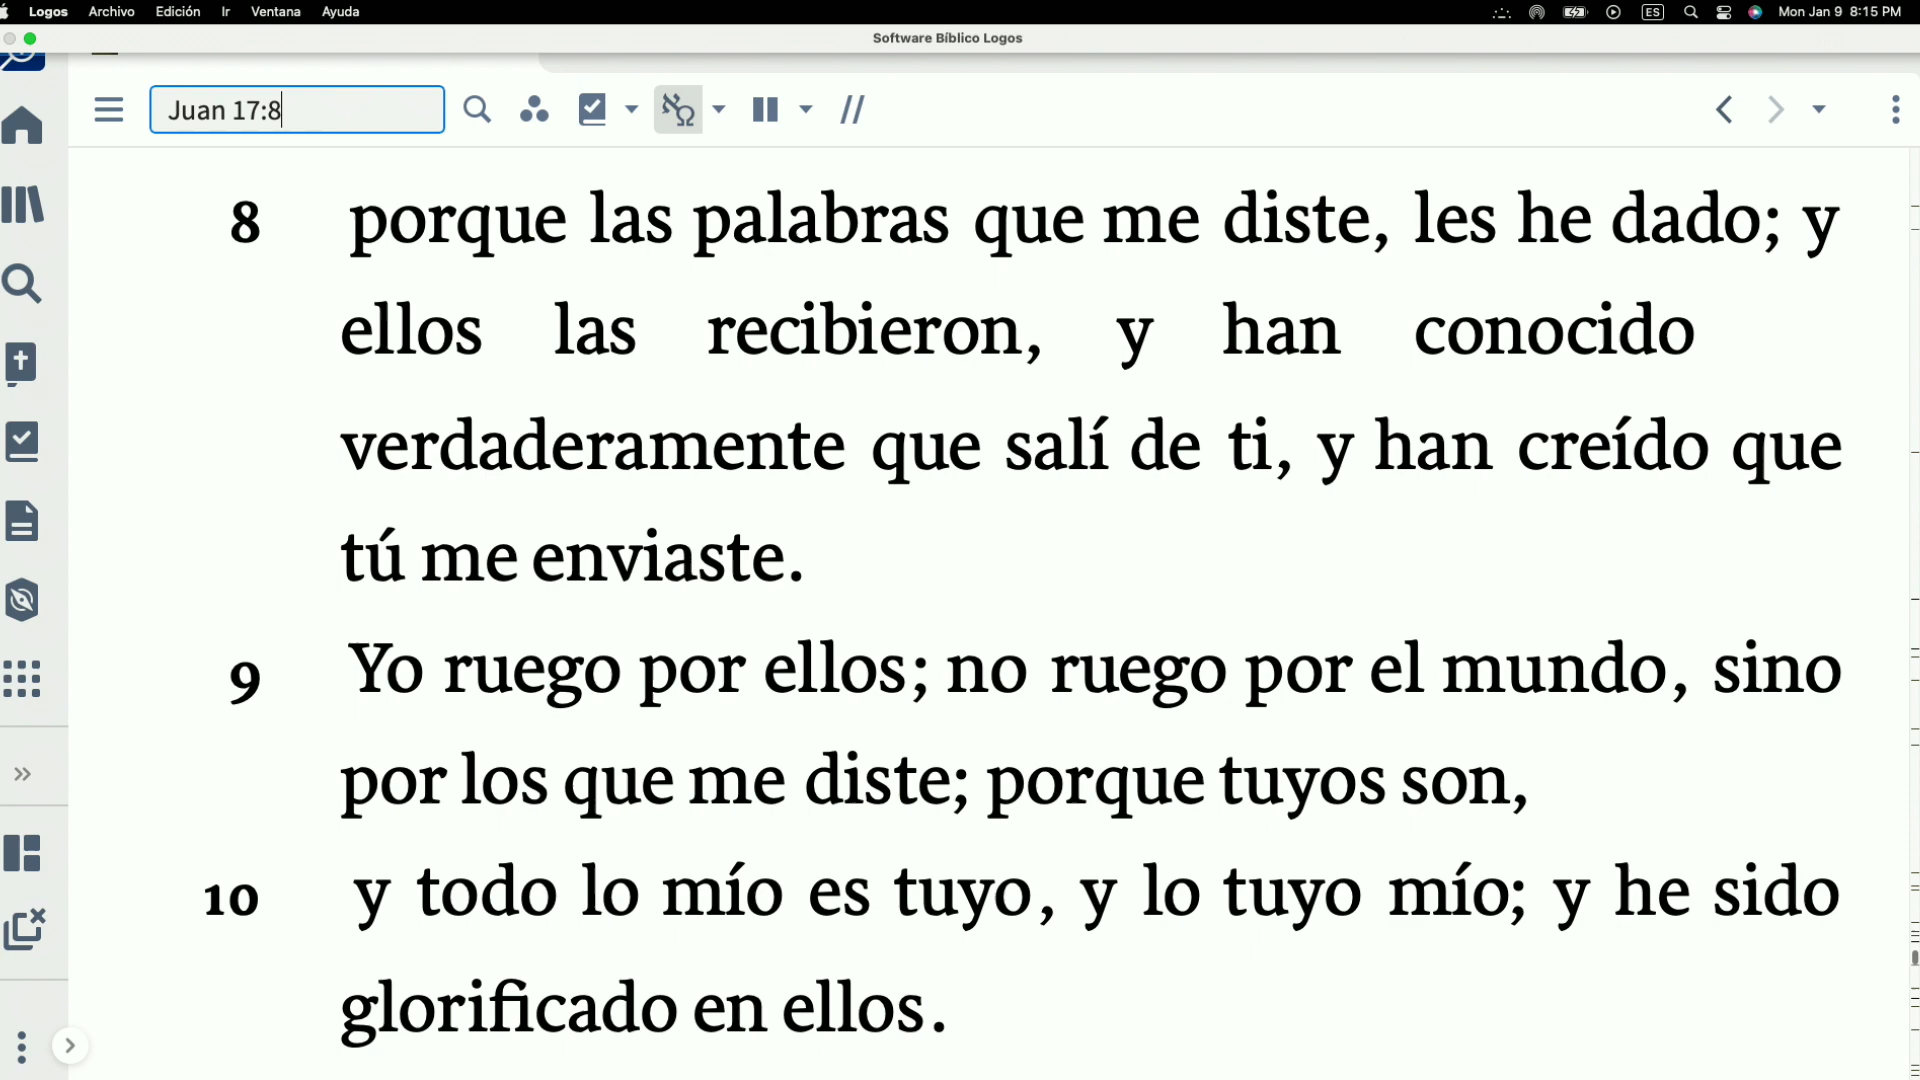 Logos Archivo Edición Ir Ventana Ayuda ES Mon Jan 9 8:15 PM
Software Bíblico Logos
Juan 17:8
8 porque las palabras que me diste, les he dado; y
ellos las recibieron, y han conocido
verdaderamente que salí de ti, y han creído que
tú me enviaste.
9 Yo ruego por ellos; no ruego por el mundo, sino
por los que me diste; porque tuyos son,
10 y todo lo mío es tuyo, y lo tuyo mío; y he sido
glorificado en ellos.